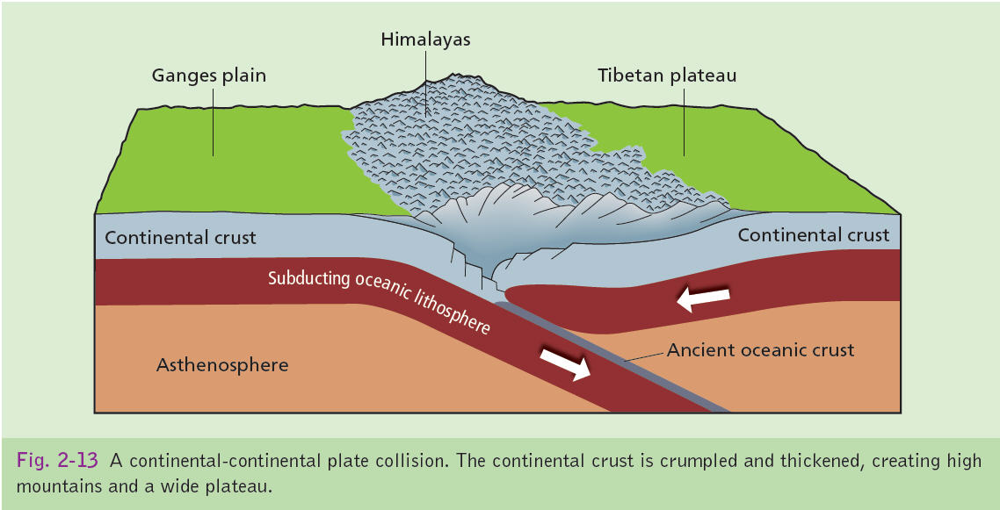 Himalayas
Ganges plain
Tibetan plateau
Continental crust
Continental crust
Subducting oceanic lithosphere
Ancient oceanic crust
Asthenosphere
Fig. 2-13 A continental-continental plate collision. The continental crust is crumpled and thickened, creating high
mountains and a wide plateau.